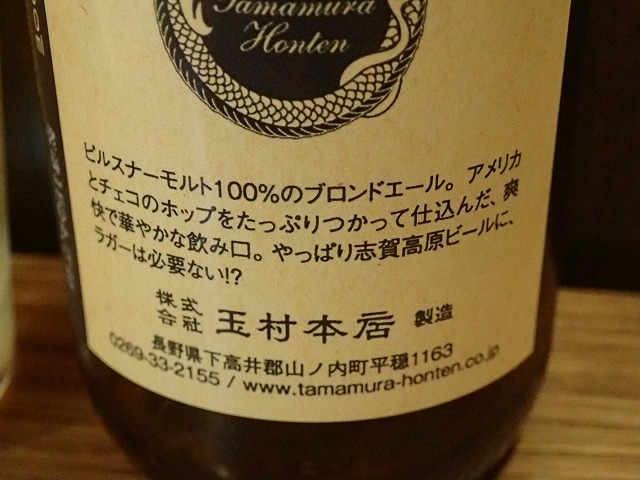 Tamamura
Honten
ピルスナーモルト100%のブロンドエール。アメリカ
とチェコのホップをたっぷりつかって仕込んだ、爽
快で華やかな飲み口。やっぱり志賀高原ビールに、
ラガーは必要ない!?
株式
会社 玉村本店 製造
長野県下高井郡山ノ内町平穏1163
0269-33-2155 / www.tamamura-honten.co.jp